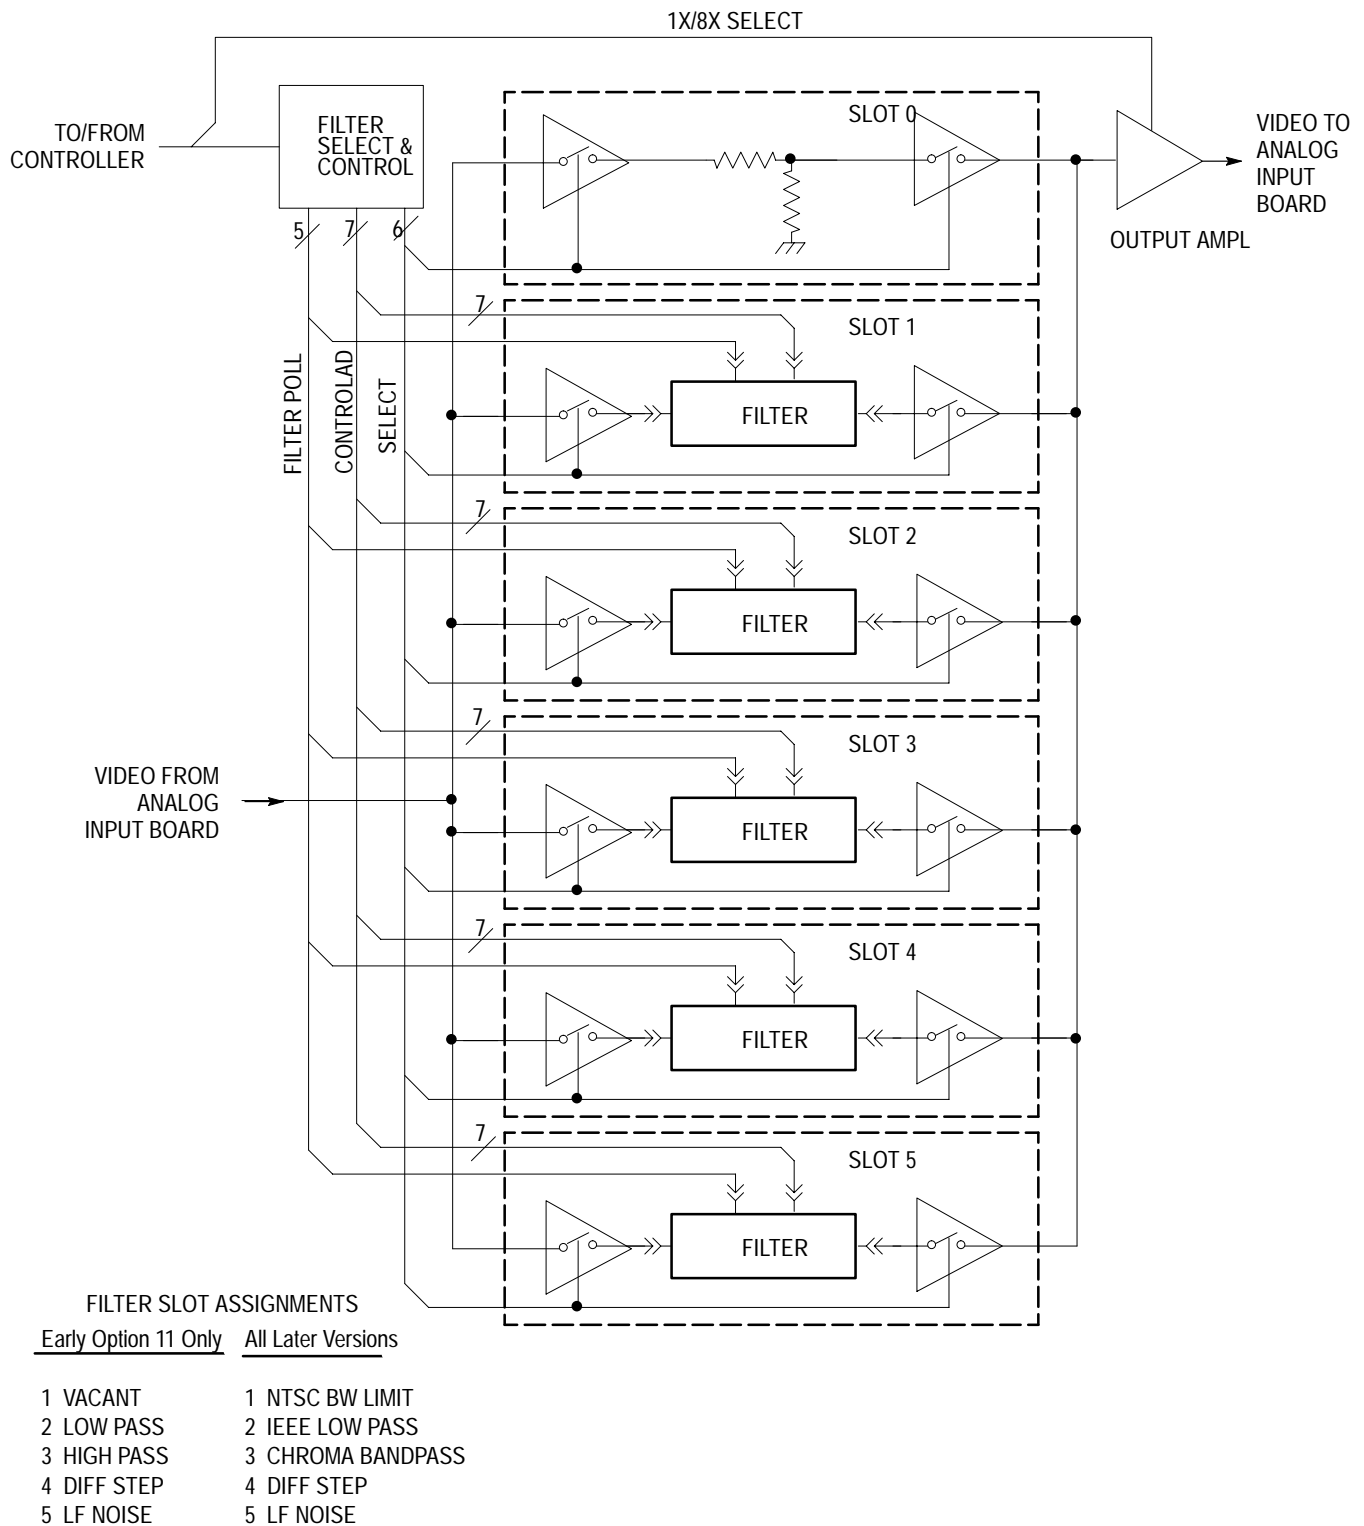 1X/8X SELECT
TO/FROM
CONTROLLER
FILTER
SELECT &
CONTROL
SLOT 0
VIDEO TO
ANALOG
INPUT
BOARD
OUTPUT AMPL
5
7
6
FILTER POLL
CONTROLAD
SELECT
7
SLOT 1
FILTER
7
SLOT 2
FILTER
7
SLOT 3
FILTER
VIDEO FROM
ANALOG
INPUT BOARD
7
SLOT 4
FILTER
7
SLOT 5
FILTER
FILTER SLOT ASSIGNMENTS
Early Option 11 Only
1 VACANT
2 LOW PASS
3 HIGH PASS
4 DIFF STEP
5 LF NOISE
All Later Versions
1 NTSC BW LIMIT
2 IEEE LOW PASS
3 CHROMA BANDPASS
4 DIFF STEP
5 LF NOISE